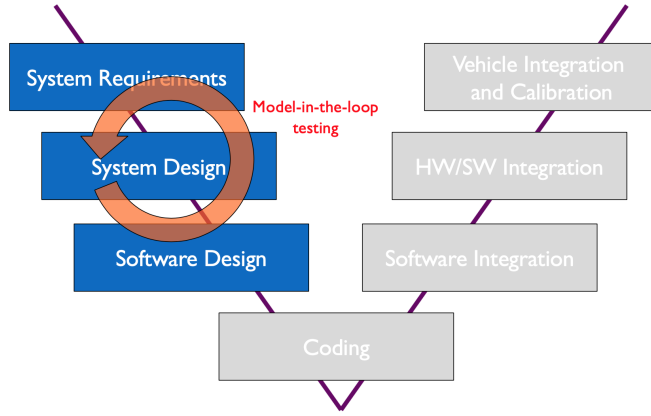 System Requirements
Vehicle Integration
and Calibration
Model-in-the-loop
testing
System Design
HW/SW Integration
Software Design
Software Integration
Coding